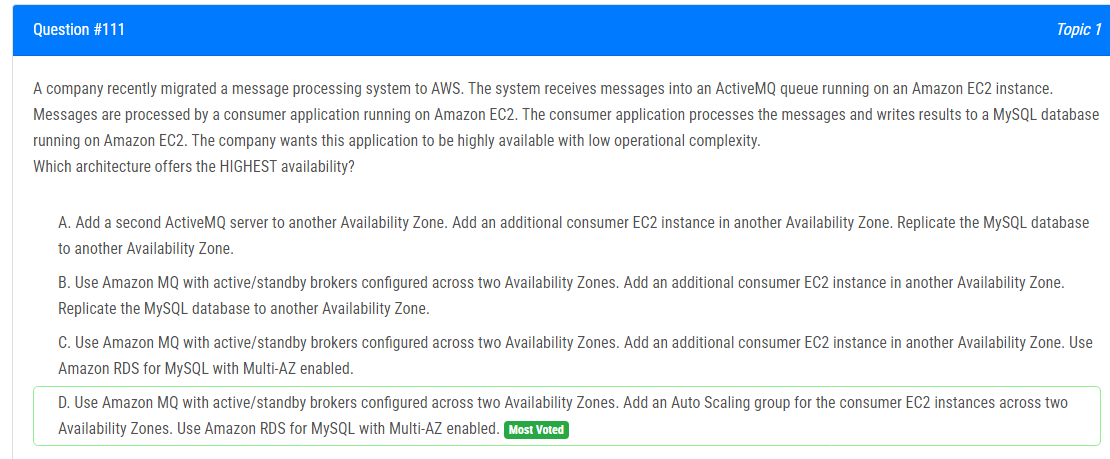 Question #111
Topic 1
A company recently migrated a message processing system to AWS. The system receives messages into an ActiveMQ queue running on an Amazon EC2 instance.
Messages are processed by a consumer application running on Amazon EC2. The consumer application processes the messages and writes results to a MySQL database
running on Amazon EC2. The company wants this application to be highly available with low operational complexity.
Which architecture offers the HIGHEST availability?
A. Add a second ActiveMQ server to another Availability Zone. Add an additional consumer EC2 instance in another Availability Zone. Replicate the MySQL database
to another Availability Zone.
B. Use Amazon MQ with active/standby brokers configured across two Availability Zones. Add an additional consumer EC2 instance in another Availability Zone.
Replicate the MySQL database to another Availability Zone.
C. Use Amazon MQ with active/standby brokers configured across two Availability Zones. Add an additional consumer EC2 instance in another Availability Zone. Use
Amazon RDS for MySQL with Multi-AZ enabled.
D. Use Amazon MQ with active/standby brokers configured across two Availability Zones. Add an Auto Scaling group for the consumer EC2 instances across two
Availability Zones. Use Amazon RDS for MySQL with Multi-AZ enabled. Most Voted